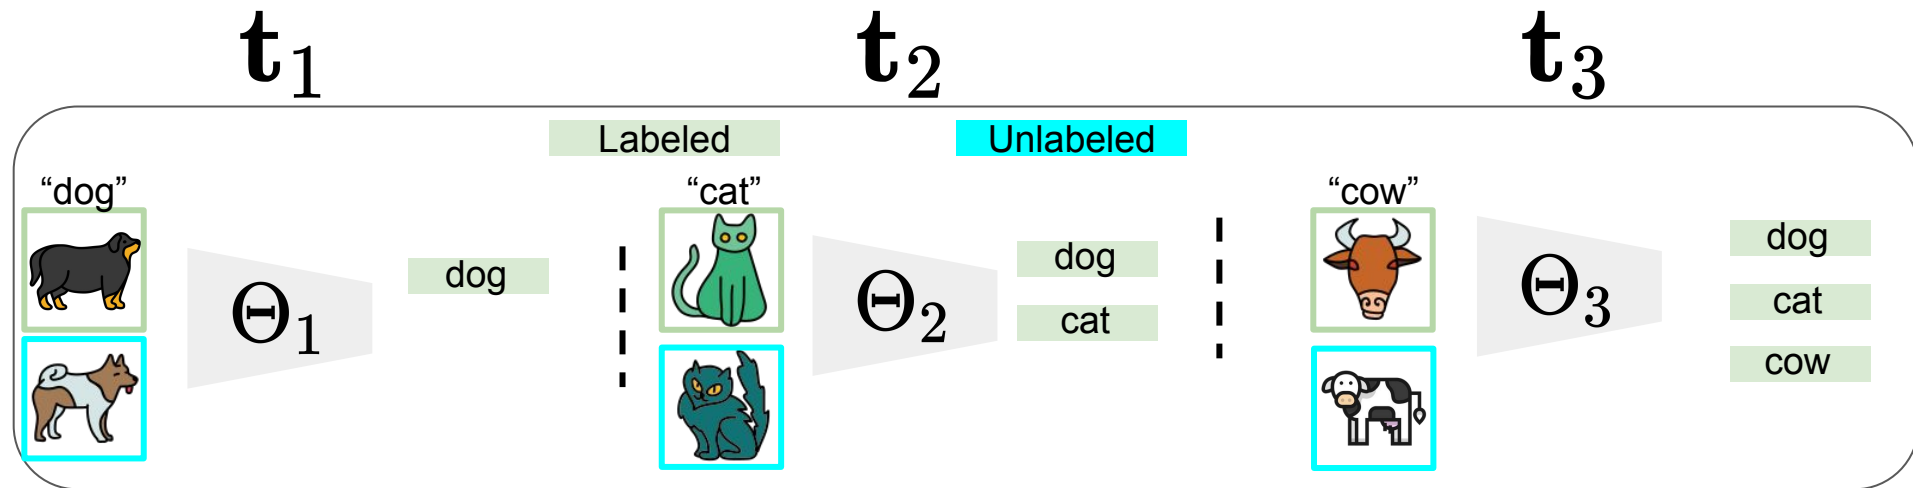 t₁ t₂ t₃
Labeled Unlabeled
“dog” “cat” “cow”
Θ₁ dog Θ₂ dog cat Θ₃ dog cat cow